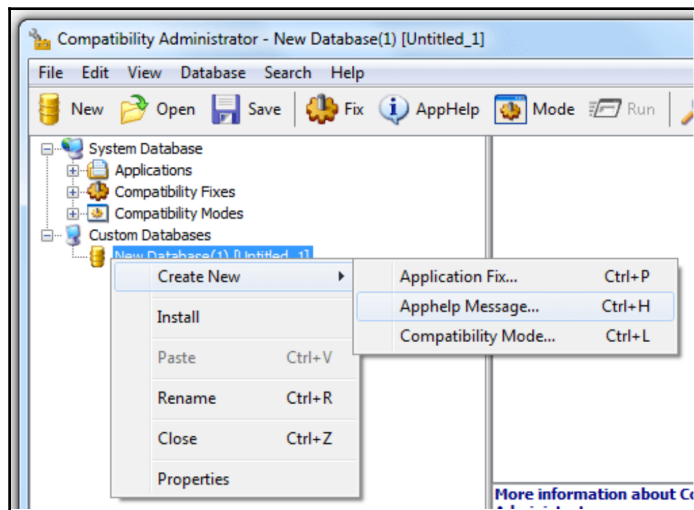 Compatibility Administrator - New Database(1) [Untitled_1]
File Edit View Database Search Help
New Open Save Fix AppHelp Mode Run
System Database
Applications
Compatibility Fixes
Compatibility Modes
Custom Databases
New Database(1) [Untitled_1]
Create New
Install
Paste Ctrl+V
Rename Ctrl+R
Close Ctrl+Z
Properties
Application Fix... Ctrl+P
Apphelp Message... Ctrl+H
Compatibility Mode... Ctrl+L
More information about